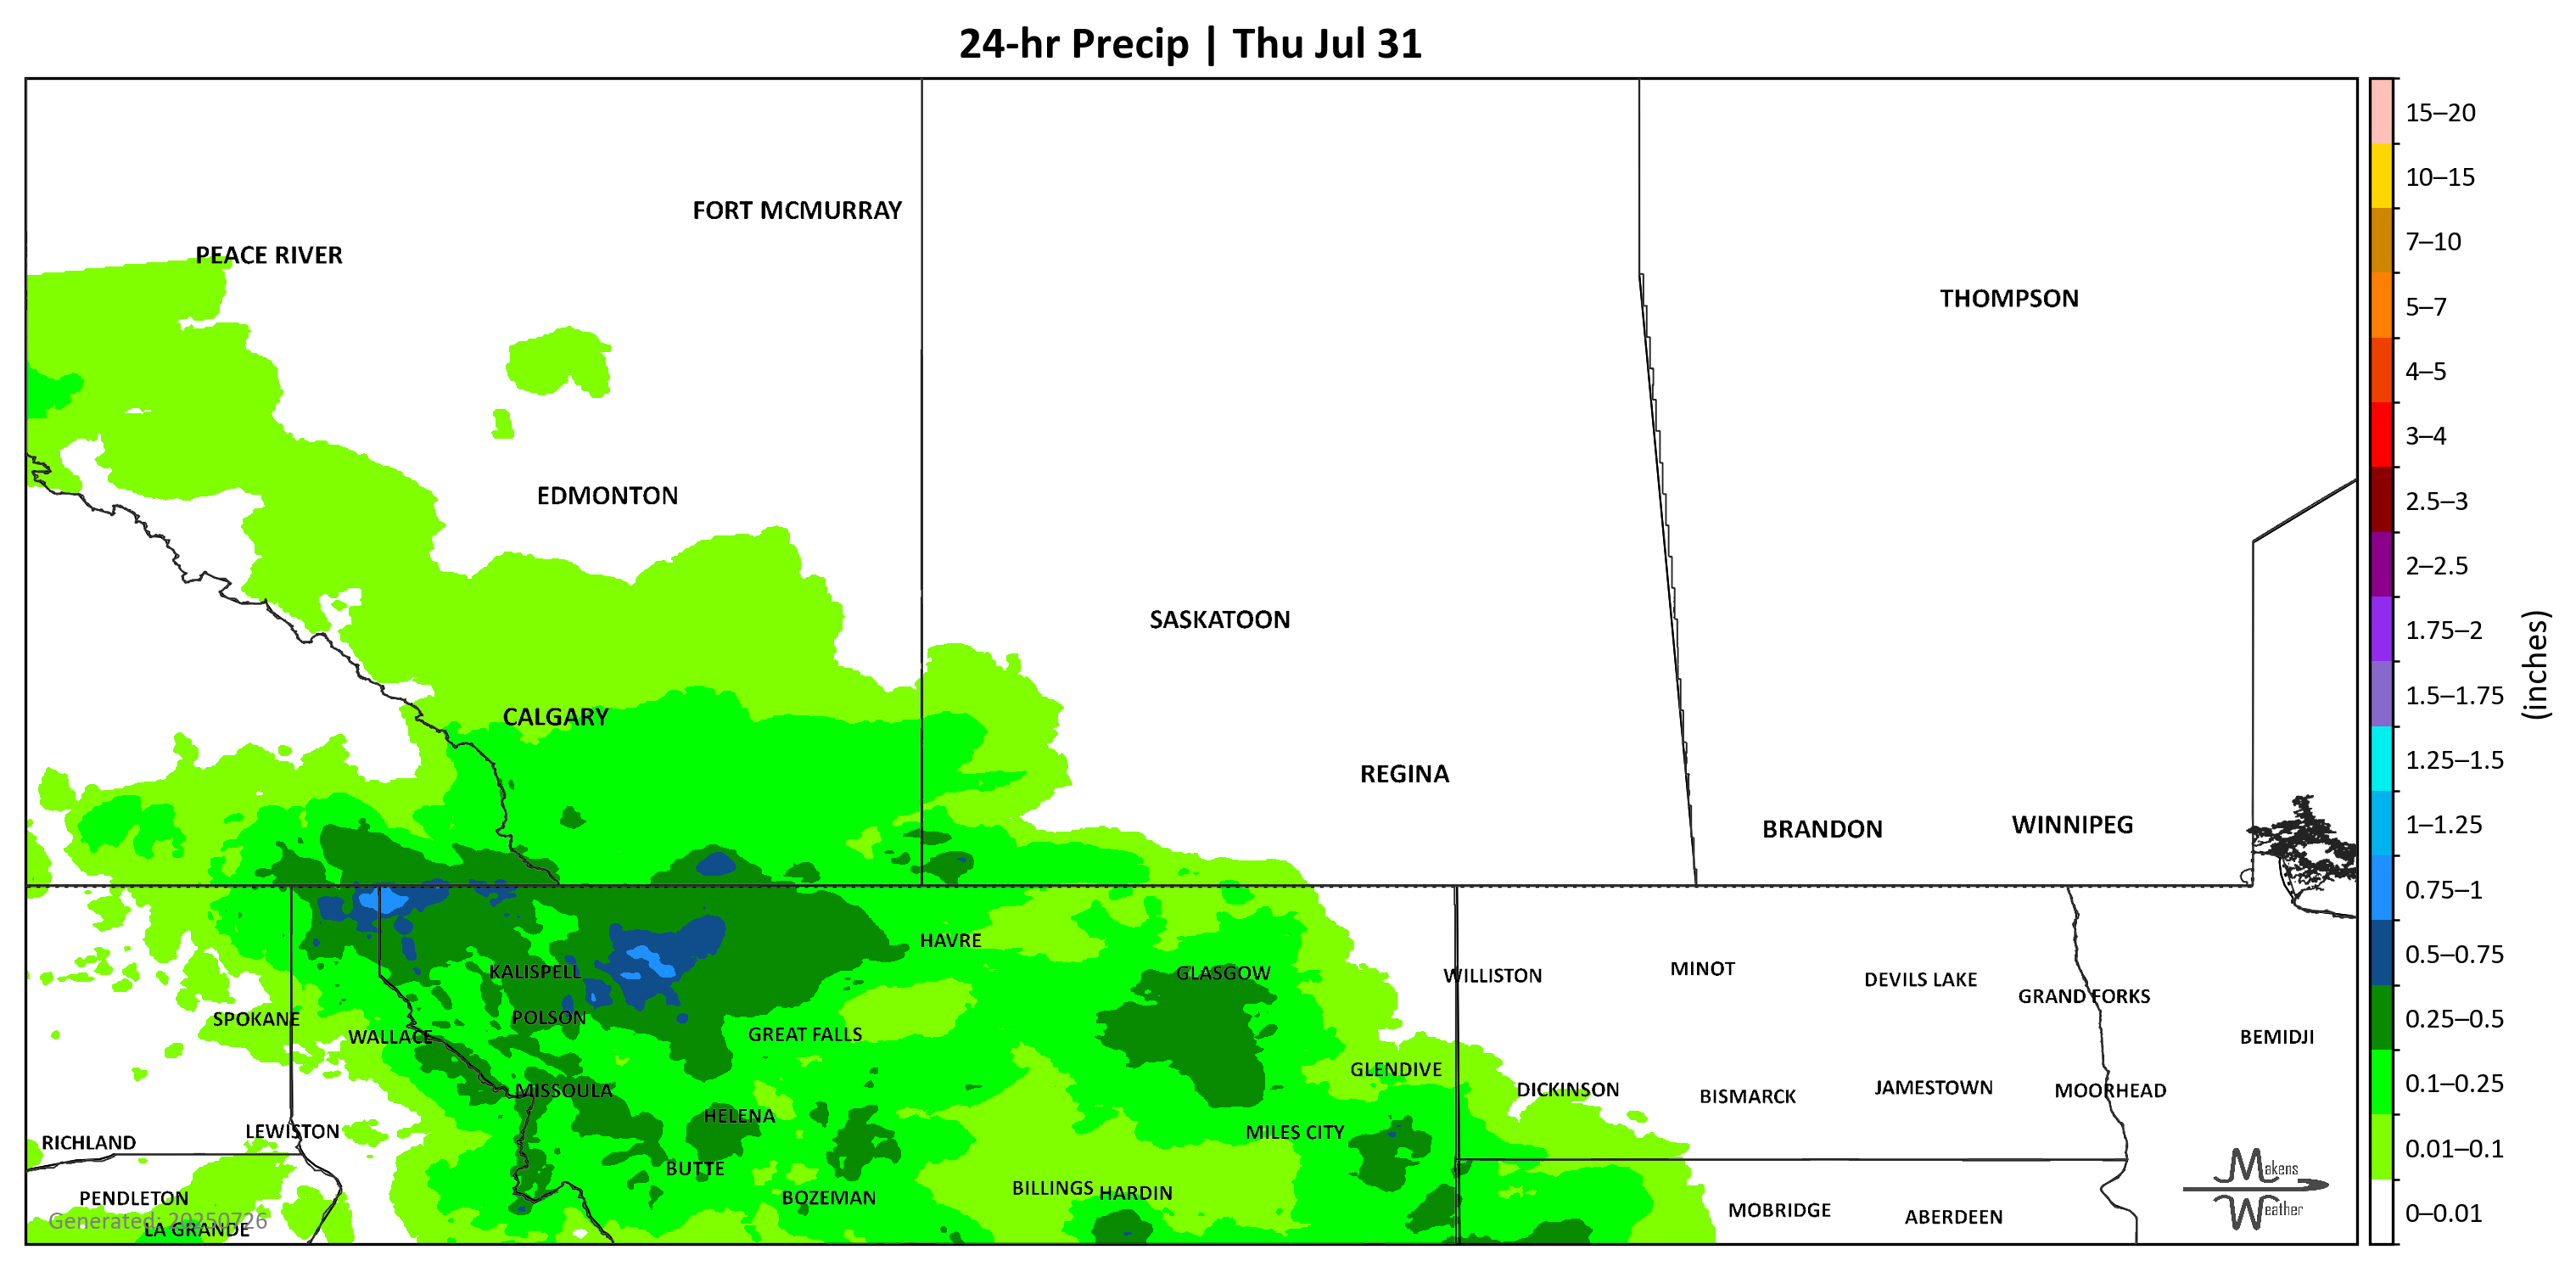 24-hr Precip | Thu Jul 31
15–20
10–15
7–10
5–7
4–5
3–4
2.5–3
2–2.5
1.75–2
1.5–1.75
1.25–1.5
1–1.25
0.75–1
0.5–0.75
0.25–0.5
0.1–0.25
0.01–0.1
0–0.01
(inches)
FORT MCMURRAY
PEACE RIVER
THOMPSON
EDMONTON
SASKATOON
CALGARY
REGINA
BRANDON
WINNIPEG
HAVRE
KALISPELL
GLASGOW
WILLISTON
MINOT
DEVILS LAKE
GRAND FORKS
SPOKANE
WALLACE
POLSON
GREAT FALLS
BEMIDJI
GLENDIVE
MISSOULA
DICKINSON
BISMARCK
JAMESTOWN
MOORHEAD
HELENA
RICHLAND
LEWISTON
MILES CITY
BUTTE
PENDLETON
BOZEMAN
BILLINGS
HARDIN
MOBRIDGE
ABERDEEN
Generated: 20250726
LA GRANDE
Makens
Weather